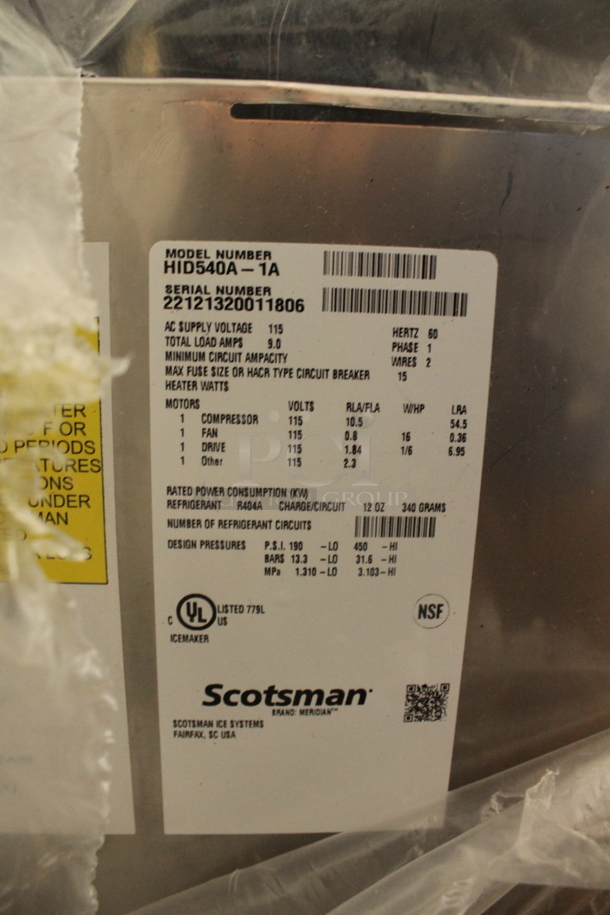 MODEL NUMBER
HID540A-1A
SERIAL NUMBER
22121320011806
AC SUPPLY VOLTAGE 115 HERTZ 60
TOTAL LOAD AMPS 9.0 PHASE 1
MINIMUM CIRCUIT AMPACITY WIRES 2
MAX FUSE SIZE OR HACR TYPE CIRCUIT BREAKER 15
HEATER WATTS
MOTORS VOLTS RLA/FLA W/HP LRA
1 COMPRESSOR 115 10.5 54.5
1 FAN 115 0.8 16 0.36
1 DRIVE 115 1.84 1/6 6.95
1 Other 115 2.3
RATED POWER CONSUMPTION (KW)
REFRIGERANT R404A CHARGE/CIRCUIT 12 OZ 340 GRAMS
NUMBER OF REFRIGERANT CIRCUITS
DESIGN PRESSURES P.S.I. 190 -LO 450 -HI
BARS 13.3 -LO 31.6 -HI
MPa 1.310-LO 3.103-HI
C UL US LISTED 779L
ICEMAKER
NSF
Scotsman
BRAND: MERIDIAN™
SCOTSMAN ICE SYSTEMS
FAIRFAX, SC USA
FOR
PERIODS
UNDER
MAN
GROUP